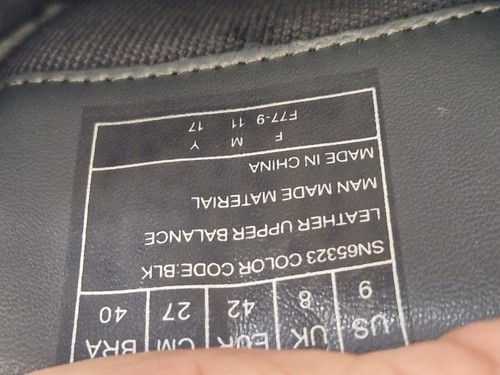 US UK EUR CM BRA
9 8 42 27 40
SN65323 COLOR CODE:BLK
LEATHER UPPER BALANCE
MAN MADE MATERIAL
MADE IN CHINA
F M Y
F77-9 11 17